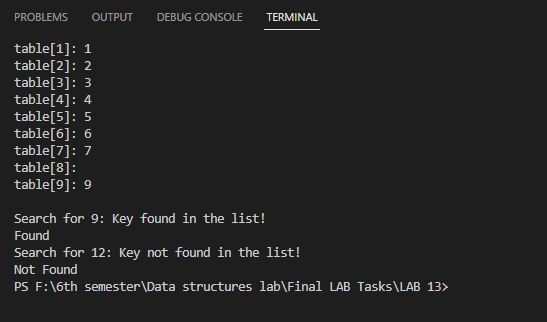 PROBLEMS OUTPUT DEBUG CONSOLE TERMINAL
table[1]: 1
table[2]: 2
table[3]: 3
table[4]: 4
table[5]: 5
table[6]: 6
table[7]: 7
table[8]:
table[9]: 9
Search for 9: Key found in the list!
Found
Search for 12: Key not found in the list!
Not Found
PS F:\6th semester\Data structures lab\Final LAB Tasks\LAB 13>